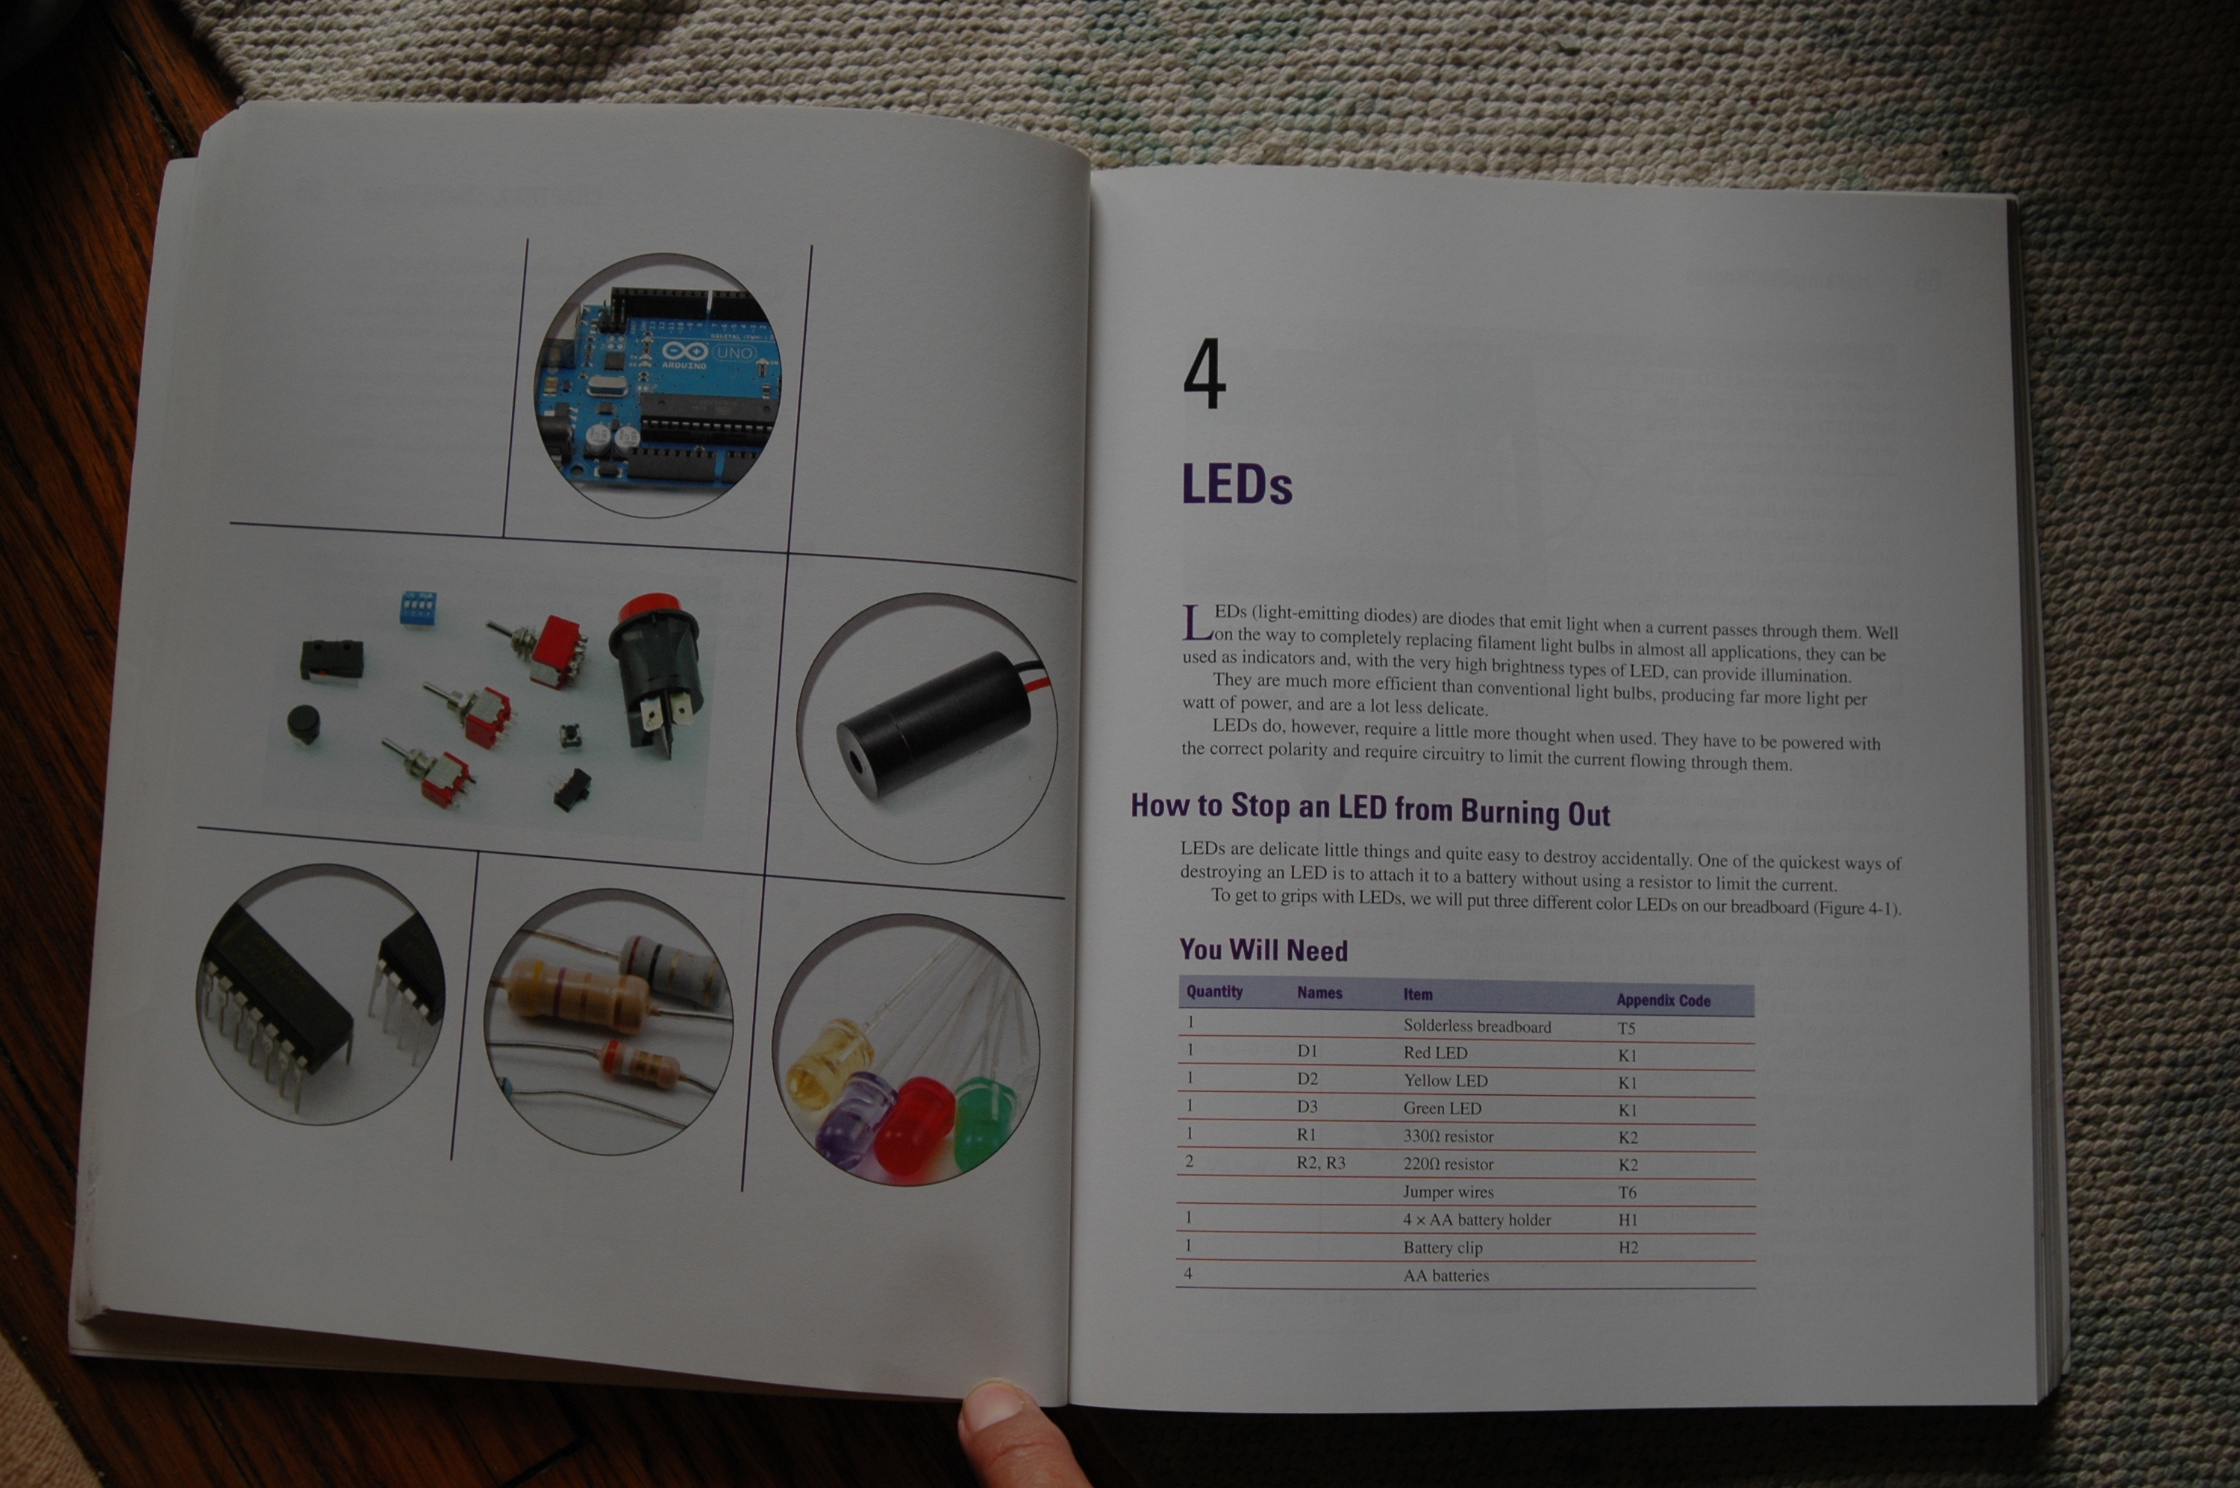 4
LEDs
LEDs (light-emitting diodes) are diodes that emit light when a current passes through them. Well
on the way to completely replacing filament light bulbs in almost all applications, they can be
used as indicators and, with the very high brightness types of LED, can provide illumination.
They are much more efficient than conventional light bulbs, producing far more light per
watt of power, and are a lot less delicate.
LEDs do, however, require a little more thought when used. They have to be powered with
the correct polarity and require circuitry to limit the current flowing through them.
How to Stop an LED from Burning Out
LEDs are delicate little things and quite easy to destroy accidentally. One of the quickest ways of
destroying an LED is to attach it to a battery without using a resistor to limit the current.
To get to grips with LEDs, we will put three different color LEDs on our breadboard (Figure 4-1).
You Will Need
Quantity Names Item Appendix Code
1 Solderless breadboard T5
1 D1 Red LED K1
1 D2 Yellow LED K1
1 D3 Green LED K1
1 R1 330Ω resistor K2
2 R2, R3 220Ω resistor K2
Jumper wires T6
1 4 × AA battery holder H1
1 Battery clip H2
4 AA batteries
UNO
ARDUINO